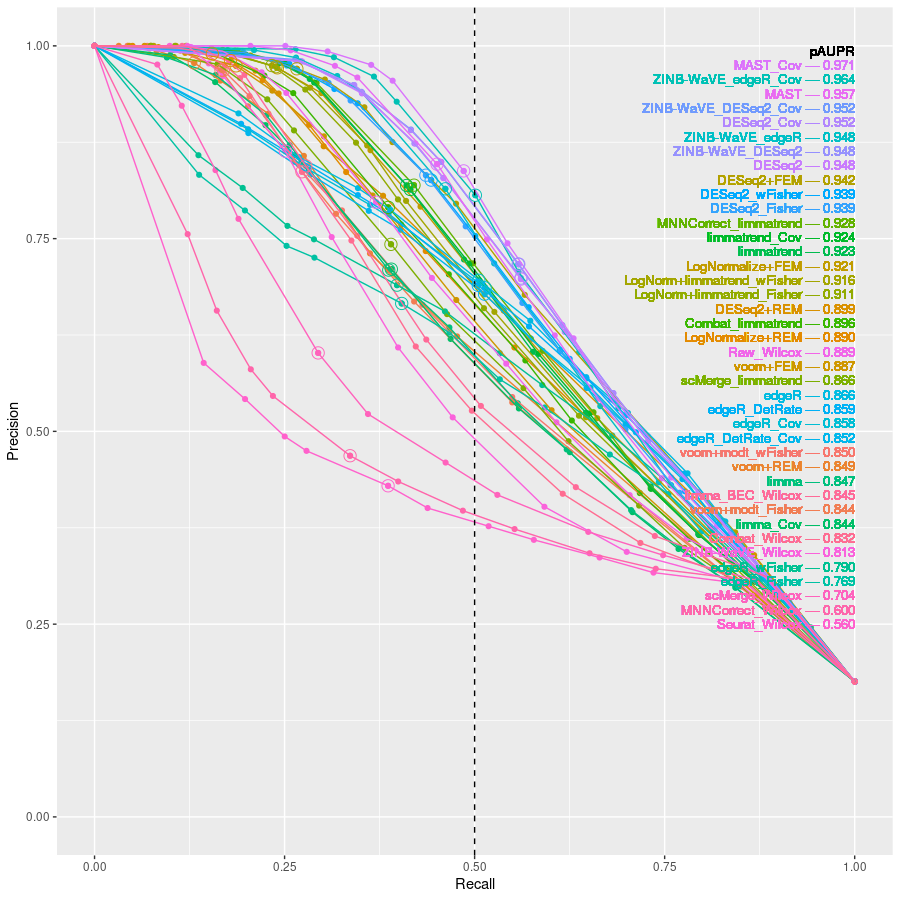 pAUPR
MAST_Cov — 0.971
ZINB-WaVE_edgeR_Cov — 0.964
MAST — 0.957
ZINB-WaVE_DESeq2_Cov — 0.952
DESeq2_Cov — 0.952
ZINB-WaVE_edgeR — 0.948
ZINB-WaVE_DESeq2 — 0.948
DESeq2 — 0.948
DESeq2+FEM — 0.942
DESeq2_wFisher — 0.939
DESeq2_Fisher — 0.939
MNNCorrect_limmatrend — 0.928
limmatrend_Cov — 0.924
limmatrend — 0.923
LogNormalize+FEM — 0.921
LogNorm+limmatrend_wFisher — 0.916
LogNorm+limmatrend_Fisher — 0.911
DESeq2+REM — 0.899
Combat_limmatrend — 0.896
LogNormalize+REM — 0.890
Raw_Wilcox — 0.889
voom+FEM — 0.887
scMerge_limmatrend — 0.866
edgeR — 0.866
edgeR_DetRate — 0.859
edgeR_Cov — 0.858
edgeR_DetRate_Cov — 0.852
voom+modt_wFisher — 0.850
voom+REM — 0.849
limma — 0.847
limma_BEC_Wilcox — 0.845
voom+modt_Fisher — 0.844
limma_Cov — 0.844
Combat_Wilcox — 0.832
ZINB-WaVE_Wilcox — 0.813
edgeR_wFisher — 0.790
edgeR_Fisher — 0.769
scMerge_Wilcox — 0.704
MNNCorrect_Wilcox — 0.600
Seurat_Wilcox — 0.560
1.00
0.75
0.50
0.25
0.00
Precision
0.00 0.25 0.50 0.75 1.00
Recall